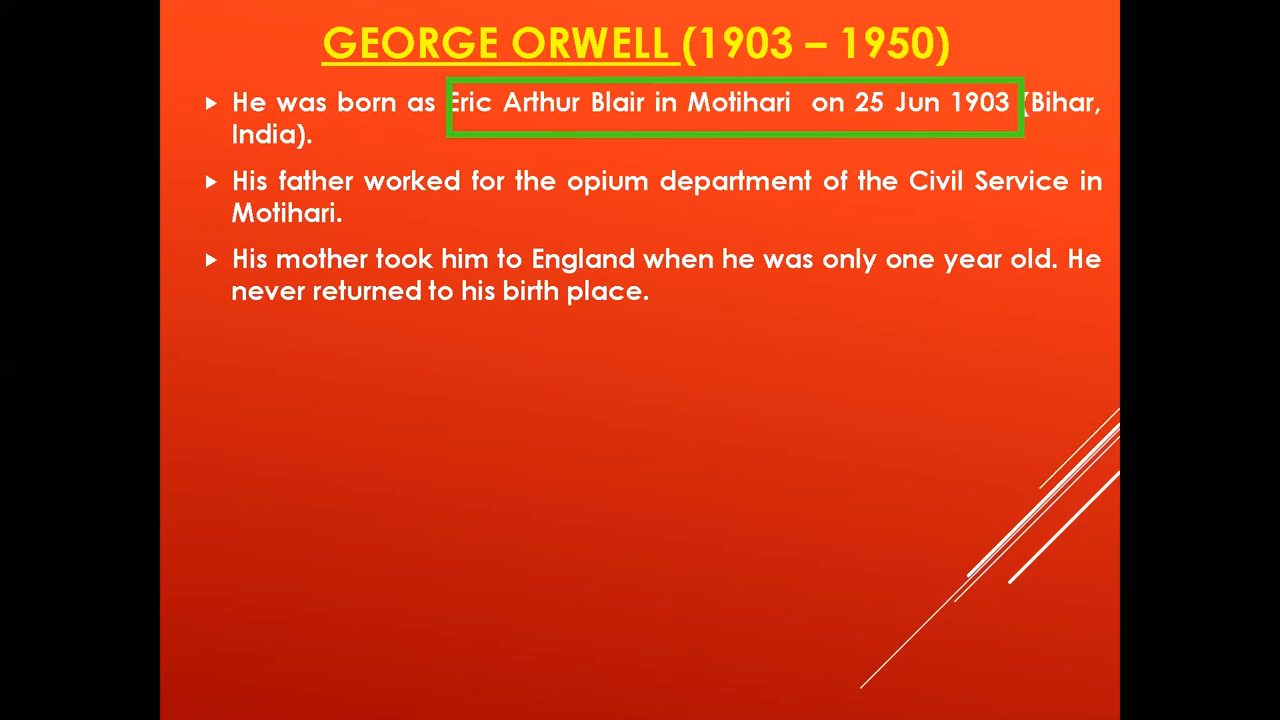 GEORGE ORWELL (1903 – 1950)
He was born as Eric Arthur Blair in Motihari on 25 Jun 1903 (Bihar,
India).
His father worked for the opium department of the Civil Service in
Motihari.
His mother took him to England when he was only one year old. He
never returned to his birth place.